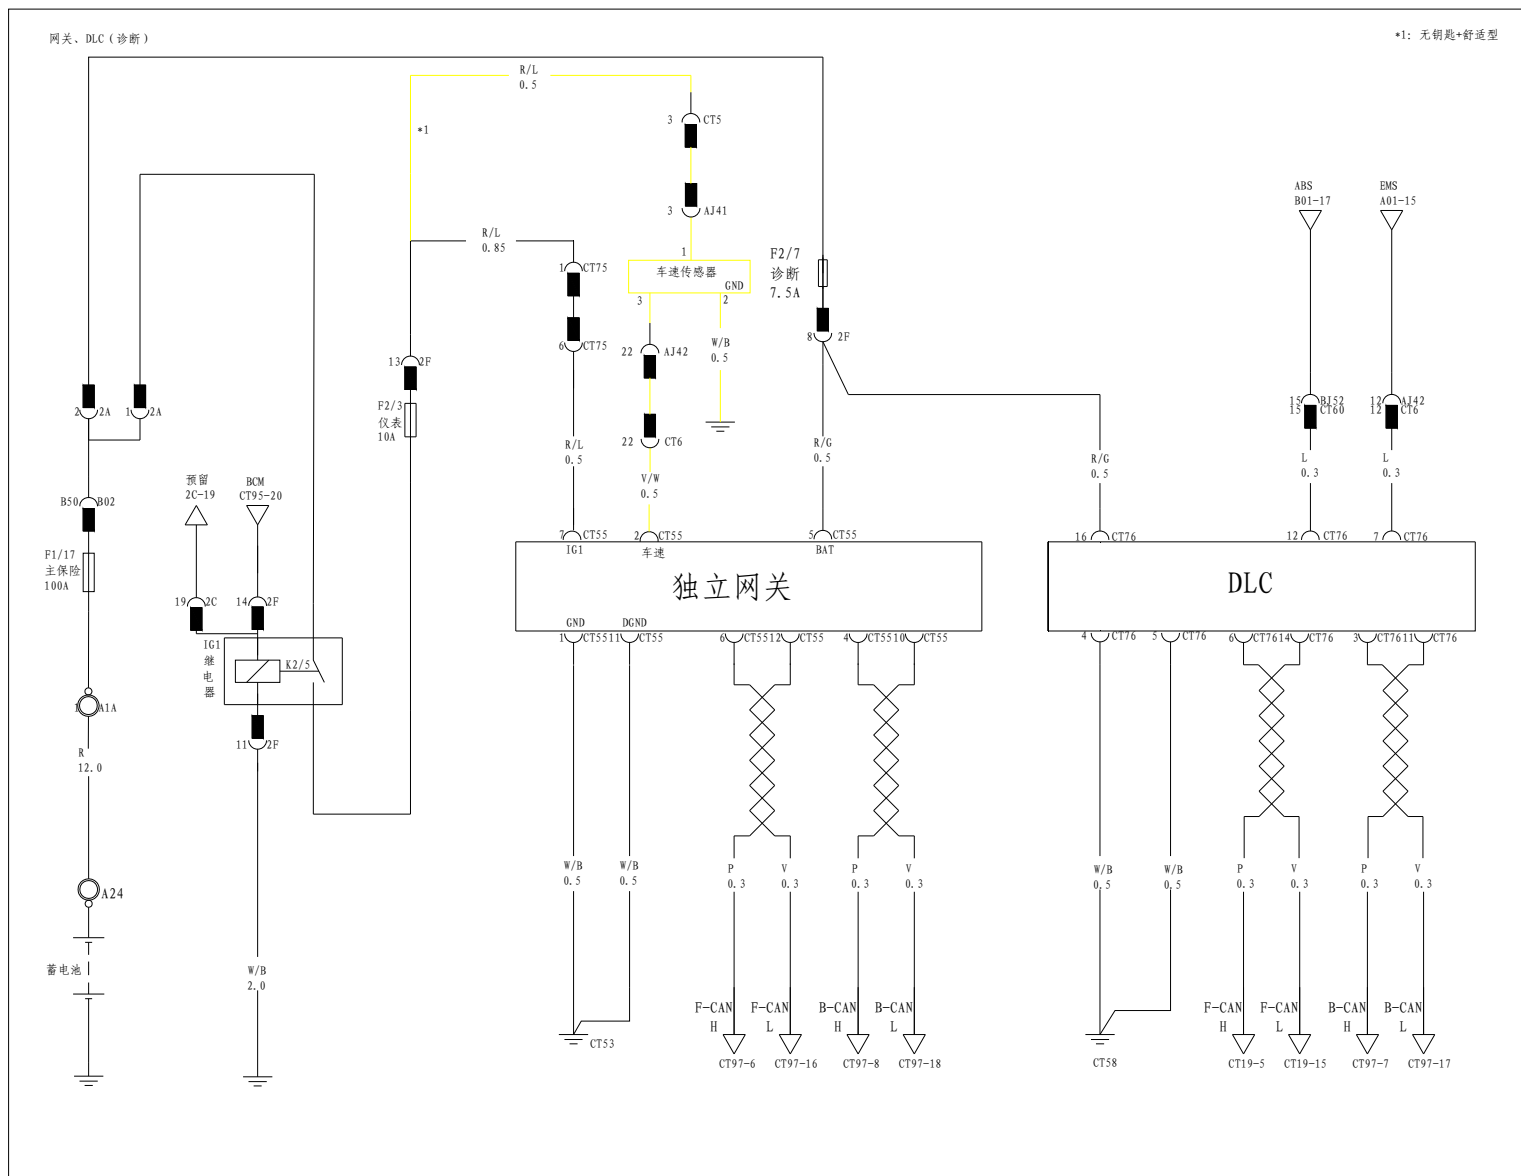 网关、DLC（诊断）
*1: 无钥匙+舒适型
R/L
0.5
*1
3 CT5
3 AJ41
R/L
0.85
1 CT75
6 CT75
1
车速传感器
GND
3
2
F2/7
诊断
7.5A
8 2F
W/B
0.5
22 AJ42
22 CT6
ABS
B01-17
EMS
A01-15
13 2F
F2/3
仪表
10A
2 2A
1 2A
15 BJ52
15 CT60
12 AJ42
12 CT6
R/L
0.5
V/W
0.5
R/G
0.5
R/G
0.5
L
0.3
L
0.3
预留
2C-19
BCM
CT95-20
B50 B02
F1/17
主保险
100A
19 2C
14 2F
IG1
继
电
器
K2/5
11 2F
1 A1A
R
12.0
A24
蓄电池
W/B
2.0
7 CT55
2 CT55
5 CT55
IG1
车速
BAT
独立网关
GND
DGND
1 CT55
11 CT55
6 CT55
12 CT55
4 CT55
10 CT55
16 CT76
12 CT76
7 CT76
DLC
4 CT76
5 CT76
6 CT76
14 CT76
3 CT76
11 CT76
W/B
0.5
W/B
0.5
P
0.3
V
0.3
P
0.3
V
0.3
W/B
0.5
W/B
0.5
P
0.3
V
0.3
P
0.3
V
0.3
F-CAN
H
F-CAN
L
B-CAN
H
B-CAN
L
F-CAN
H
F-CAN
L
B-CAN
H
B-CAN
L
CT53
CT97-6
CT97-16
CT97-8
CT97-18
CT58
CT19-5
CT19-15
CT97-7
CT97-17